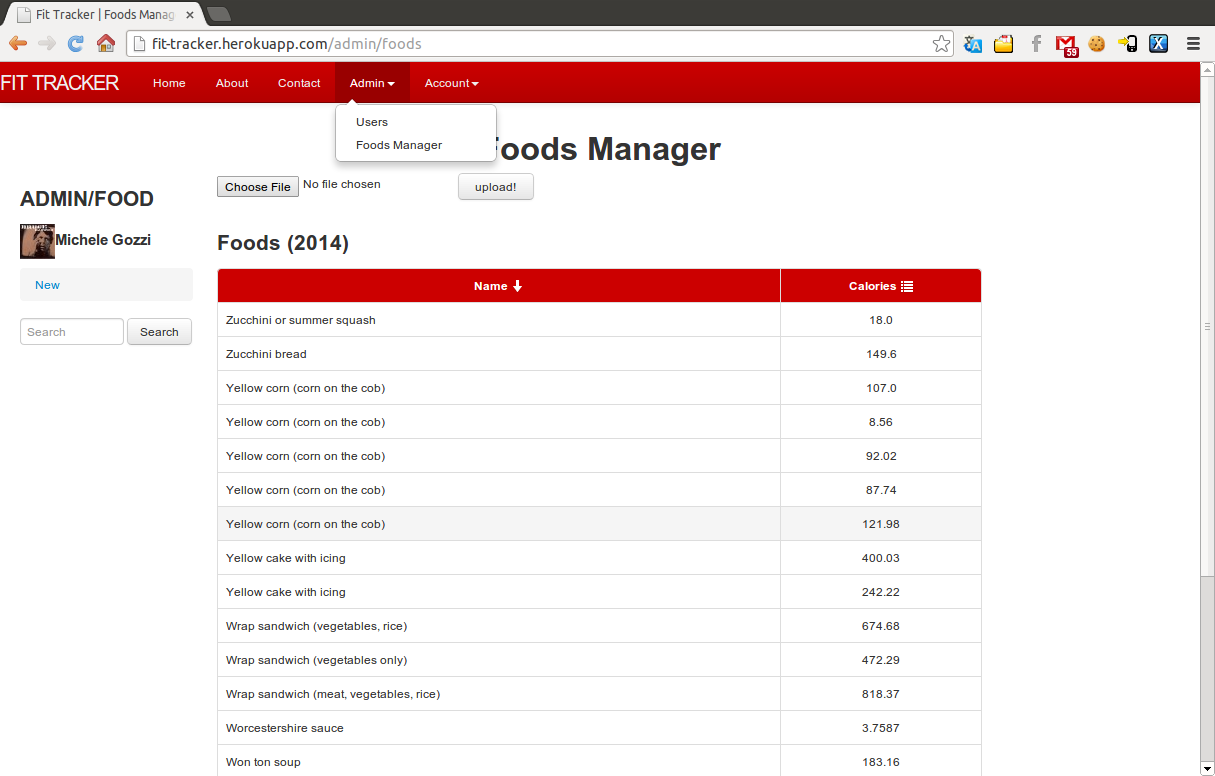 Fit Tracker | Foods Manag
fit-tracker.herokuapp.com/admin/foods
59
FIT TRACKER Home About Contact Admin Account
Users
Foods Manager
Foods Manager
Choose File No file chosen upload!
ADMIN/FOOD
Michele Gozzi
New
Search Search
Foods (2014)
Name Calories
Zucchini or summer squash 18.0
Zucchini bread 149.6
Yellow corn (corn on the cob) 107.0
Yellow corn (corn on the cob) 8.56
Yellow corn (corn on the cob) 92.02
Yellow corn (corn on the cob) 87.74
Yellow corn (corn on the cob) 121.98
Yellow cake with icing 400.03
Yellow cake with icing 242.22
Wrap sandwich (vegetables, rice) 674.68
Wrap sandwich (vegetables only) 472.29
Wrap sandwich (meat, vegetables, rice) 818.37
Worcestershire sauce 3.7587
Won ton soup 183.16